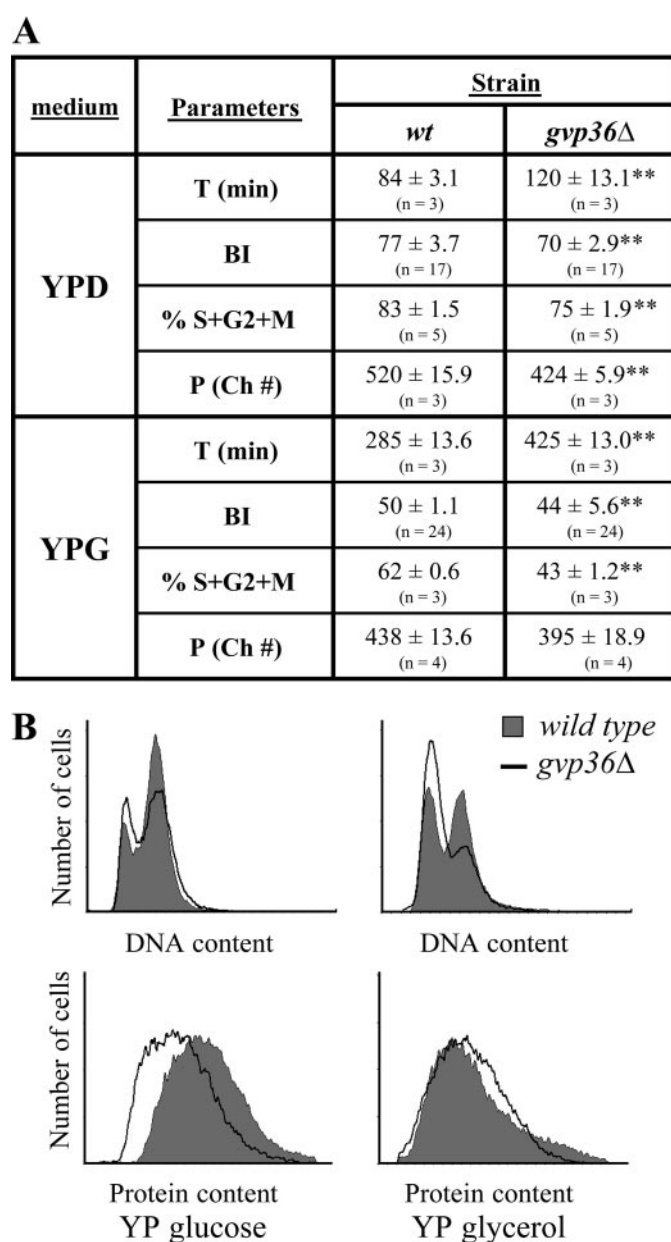 A
medium Parameters Strain
wt gvp36Δ
YPD
T (min) 84 ± 3.1 (n = 3) 120 ± 13.1** (n = 3)
BI 77 ± 3.7 (n = 17) 70 ± 2.9** (n = 17)
% S+G2+M 83 ± 1.5 (n = 5) 75 ± 1.9** (n = 5)
P (Ch #) 520 ± 15.9 (n = 3) 424 ± 5.9** (n = 3)
YPG
T (min) 285 ± 13.6 (n = 3) 425 ± 13.0** (n = 3)
BI 50 ± 1.1 (n = 24) 44 ± 5.6** (n = 24)
% S+G2+M 62 ± 0.6 (n = 3) 43 ± 1.2** (n = 3)
P (Ch #) 438 ± 13.6 (n = 4) 395 ± 18.9 (n = 4)
B
wild type
gvp36Δ
Number of cells
DNA content DNA content
Number of cells
Protein content Protein content
YP glucose YP glycerol